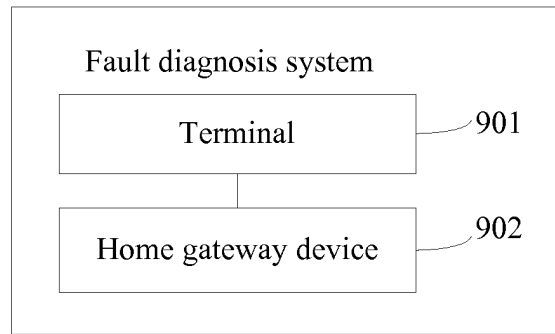 Fault diagnosis system
Terminal
901
Home gateway device
902